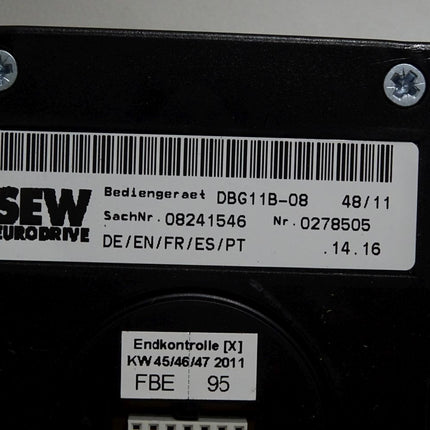 SEW
EURODRIVE
Bediengeraet DBG11B-08 48/11
SachNr. 08241546 Nr. 0278505
DE/EN/FR/ES/PT .14.16
Endkontrolle [X]
KW 45/46/47 2011
FBE 95